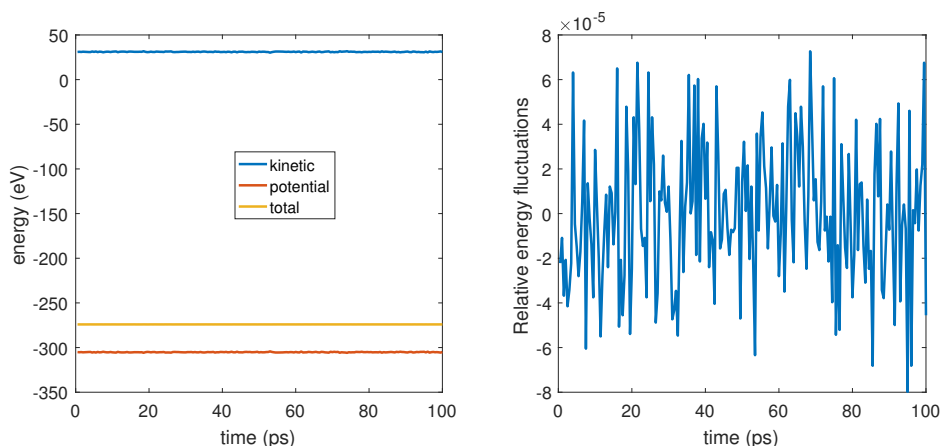 50
0
-50
-100
-150
-200
-250
-300
-350
energy (eV)
kinetic
potential
total
0 20 40 60 80 100
time (ps)
×10⁻⁵
8
6
4
2
0
-2
-4
-6
-8
Relative energy fluctuations
0 20 40 60 80 100
time (ps)